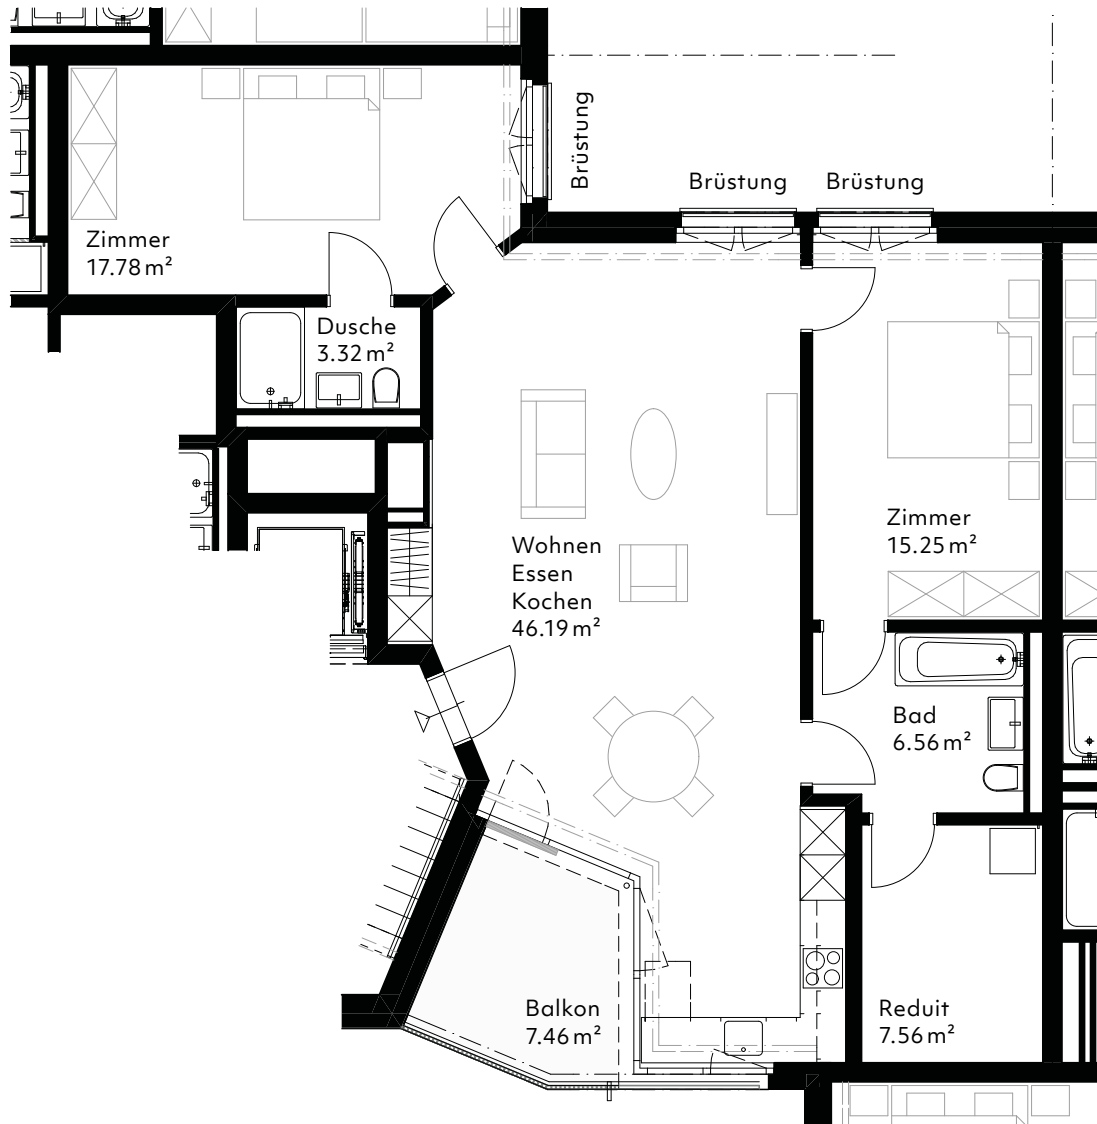 Brüstung
Brüstung
Brüstung
Zimmer
17.78 m²
Dusche
3.32 m²
Wohnen
Essen
Kochen
46.19 m²
Zimmer
15.25 m²
Bad
6.56 m²
Balkon
7.46 m²
Reduit
7.56 m²